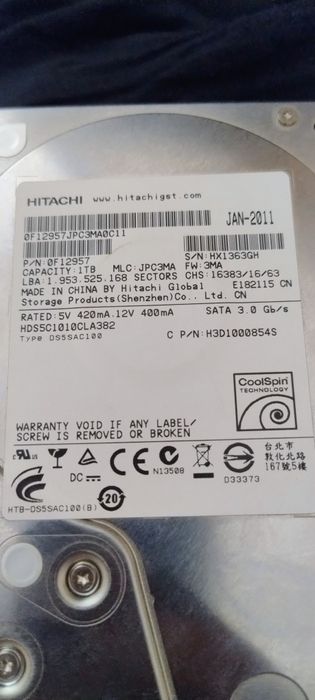 HITACHI www.hitachigst.com
0F12957JPC3MA0C11
JAN-2011
P/N:0F12957 S/N:HX1363GH
CAPACITY:1TB MLC:JPC3MA FW:3MA
LBA:1.953.525.168 SECTORS CHS:16383/16/63
MADE IN CHINA BY Hitachi Global E182115 CN
Storage Products(Shenzhen)Co.. Ltd. CN
RATED:5V 420mA.12V 400mA SATA 3.0 Gb/s
HDS5C1010CLA382
Type DS5SAC100 C P/N:H3D1000854S
CoolSpin
TECHNOLOGY
WARRANTY VOID IF ANY LABEL/
SCREW IS REMOVED OR BROKEN
DC
N13508
D33373
台北市
敦化北路
167號5樓
20
HTB-DS5SAC100(B)